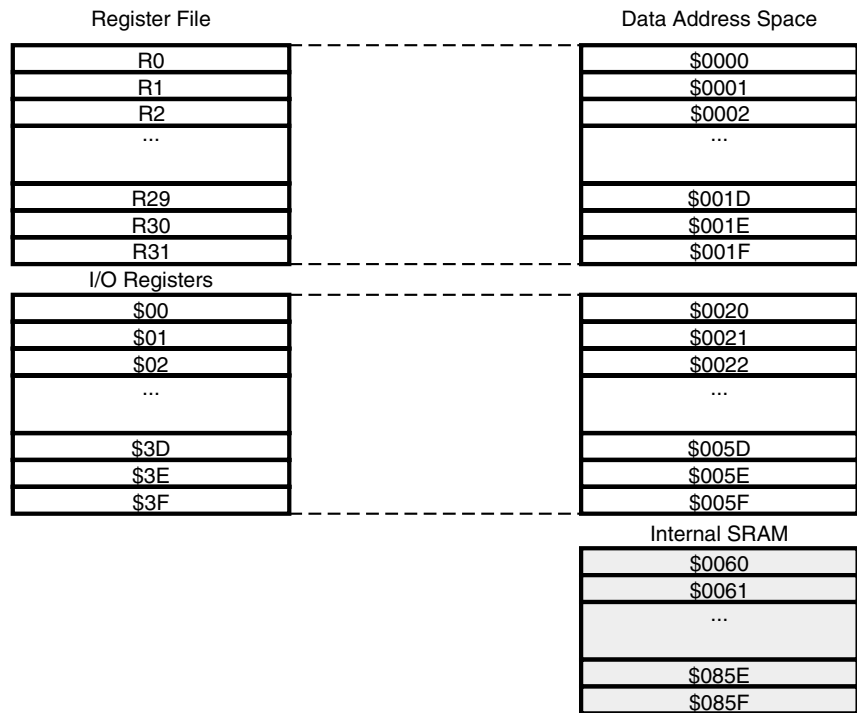 Register File Data Address Space
R0 $0000
R1 $0001
R2 $0002
... ...
R29 $001D
R30 $001E
R31 $001F
I/O Registers
$00 $0020
$01 $0021
$02 $0022
... ...
$3D $005D
$3E $005E
$3F $005F
Internal SRAM
$0060
$0061
...
$085E
$085F